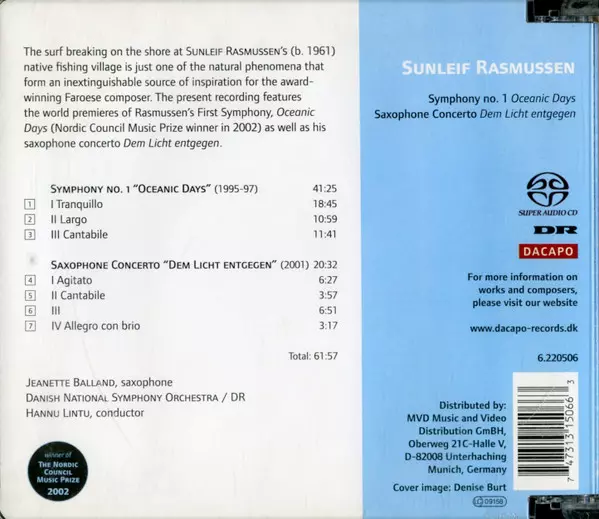 The surf breaking on the shore at Sunleif Rasmussen's (b. 1961)
native fishing village is just one of the natural phenomena that
form an inextinguishable source of inspiration for the award-
winning Faroese composer. The present recording features
the world premieres of Rasmussen's First Symphony, Oceanic
Days (Nordic Council Music Prize winner in 2002) as well as his
saxophone concerto Dem Licht entgegen.
Symphony no. 1 "Oceanic Days" (1995-97) 41:25
1 I Tranquillo 18:45
2 II Largo 10:59
3 III Cantabile 11:41
Saxophone Concerto "Dem Licht entgegen" (2001) 20:32
4 I Agitato 6:27
5 II Cantabile 3:57
6 III 6:51
7 IV Allegro con brio 3:17
Total: 61:57
Jeanette Balland, saxophone
Danish National Symphony Orchestra / DR
Hannu Lintu, conductor
winner of
The Nordic
Council
Music Prize
2002
Sunleif Rasmussen
Symphony no. 1 Oceanic Days
Saxophone Concerto Dem Licht entgegen
SUPER AUDIO CD
DR
DACAPO
For more information on
works and composers,
please visit our website
www.dacapo-records.dk
6.220506
Distributed by:
MVD Music and Video
Distribution GmbH,
Oberweg 21C-Halle V,
D-82008 Unterhaching
Munich, Germany
Cover image: Denise Burt
LC 09158
7 47313 15066 3